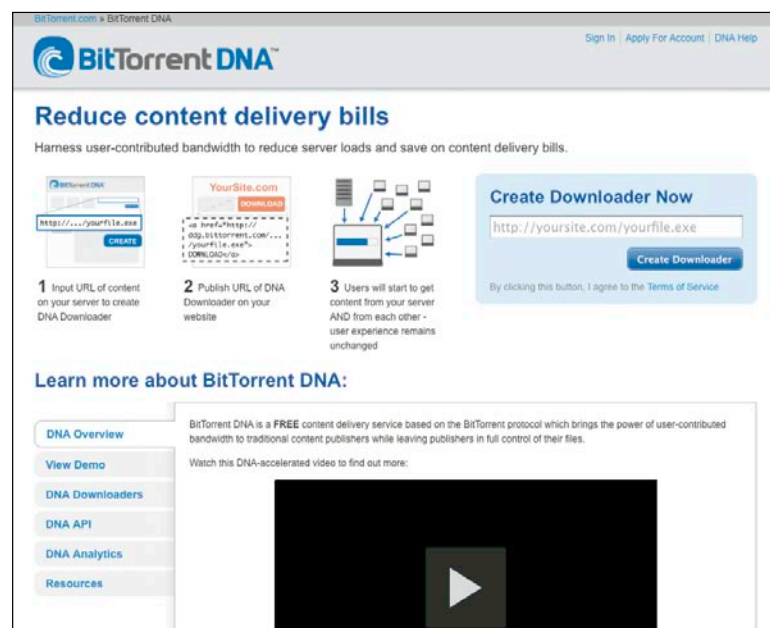 BitTorrent.com » BitTorrent DNA
Sign In | Apply For Account | DNA Help
BitTorrent DNA™
Reduce content delivery bills
Harness user-contributed bandwidth to reduce server loads and save on content delivery bills.
BitTorrent DNA
http://.../yourfile.exe
CREATE
1 Input URL of content
on your server to create
DNA Downloader
YourSite.com
DOWNLOAD
<a href="http://
ddg.bittorrent.com/...
/yourfile.exe">
DOWNLOAD</a>
2 Publish URL of DNA
Downloader on your
website
3 Users will start to get
content from your server
AND from each other -
user experience remains
unchanged
Create Downloader Now
http://yoursite.com/yourfile.exe
Create Downloader
By clicking this button, I agree to the Terms of Service
Learn more about BitTorrent DNA:
DNA Overview
View Demo
DNA Downloaders
DNA API
DNA Analytics
Resources
BitTorrent DNA is a FREE content delivery service based on the BitTorrent protocol which brings the power of user-contributed
bandwidth to traditional content publishers while leaving publishers in full control of their files.
Watch this DNA-accelerated video to find out more: